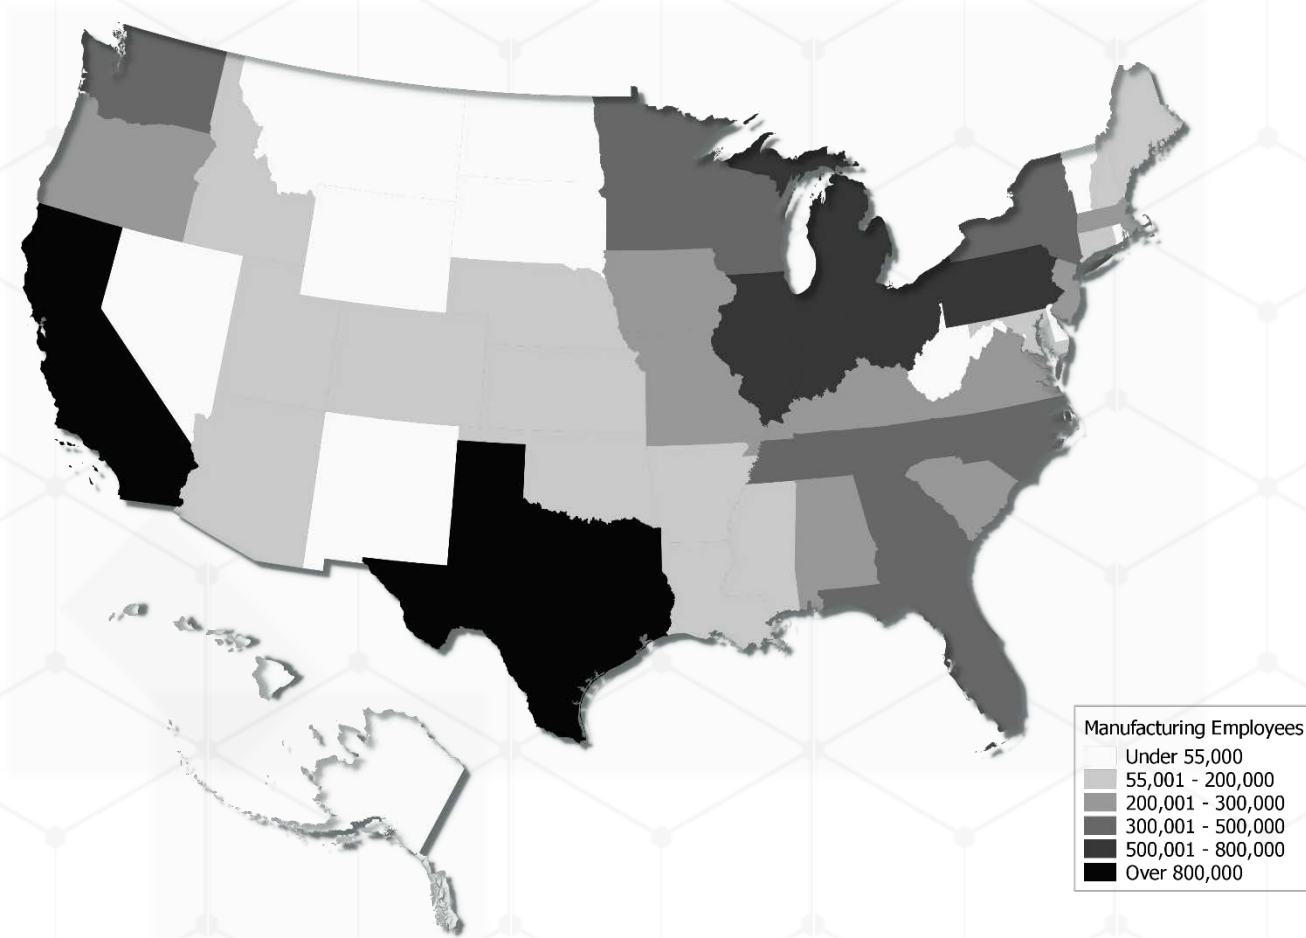 Manufacturing Employees
Under 55,000
55,001 - 200,000
200,001 - 300,000
300,001 - 500,000
500,001 - 800,000
Over 800,000